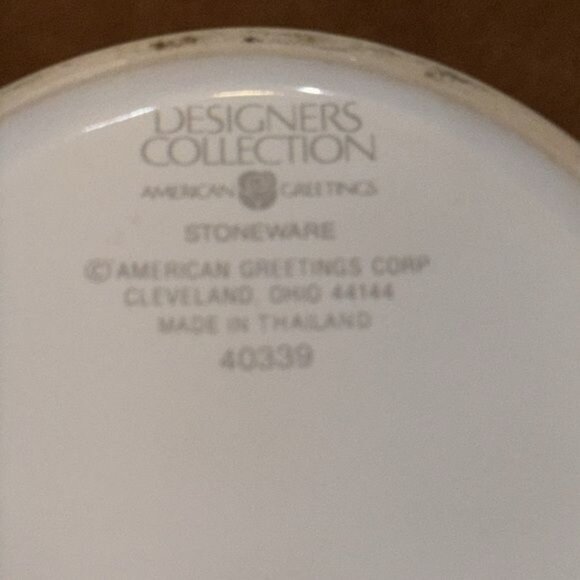 DESIGNERS
COLLECTION
AMERICAN GREETINGS
STONEWARE
© AMERICAN GREETINGS CORP
CLEVELAND, OHIO 44144
MADE IN THAILAND
40339